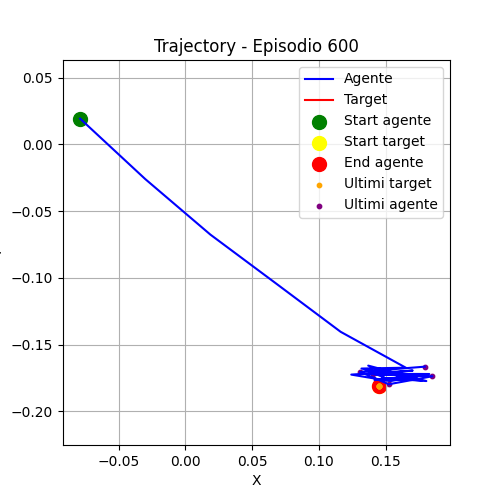 Trajectory - Episodio 600
Agente
Target
Start agente
Start target
End agente
Ultimi target
Ultimi agente
0.05
0.00
−0.05
−0.10
−0.15
−0.20
−0.05
0.00
0.05
0.10
0.15
X